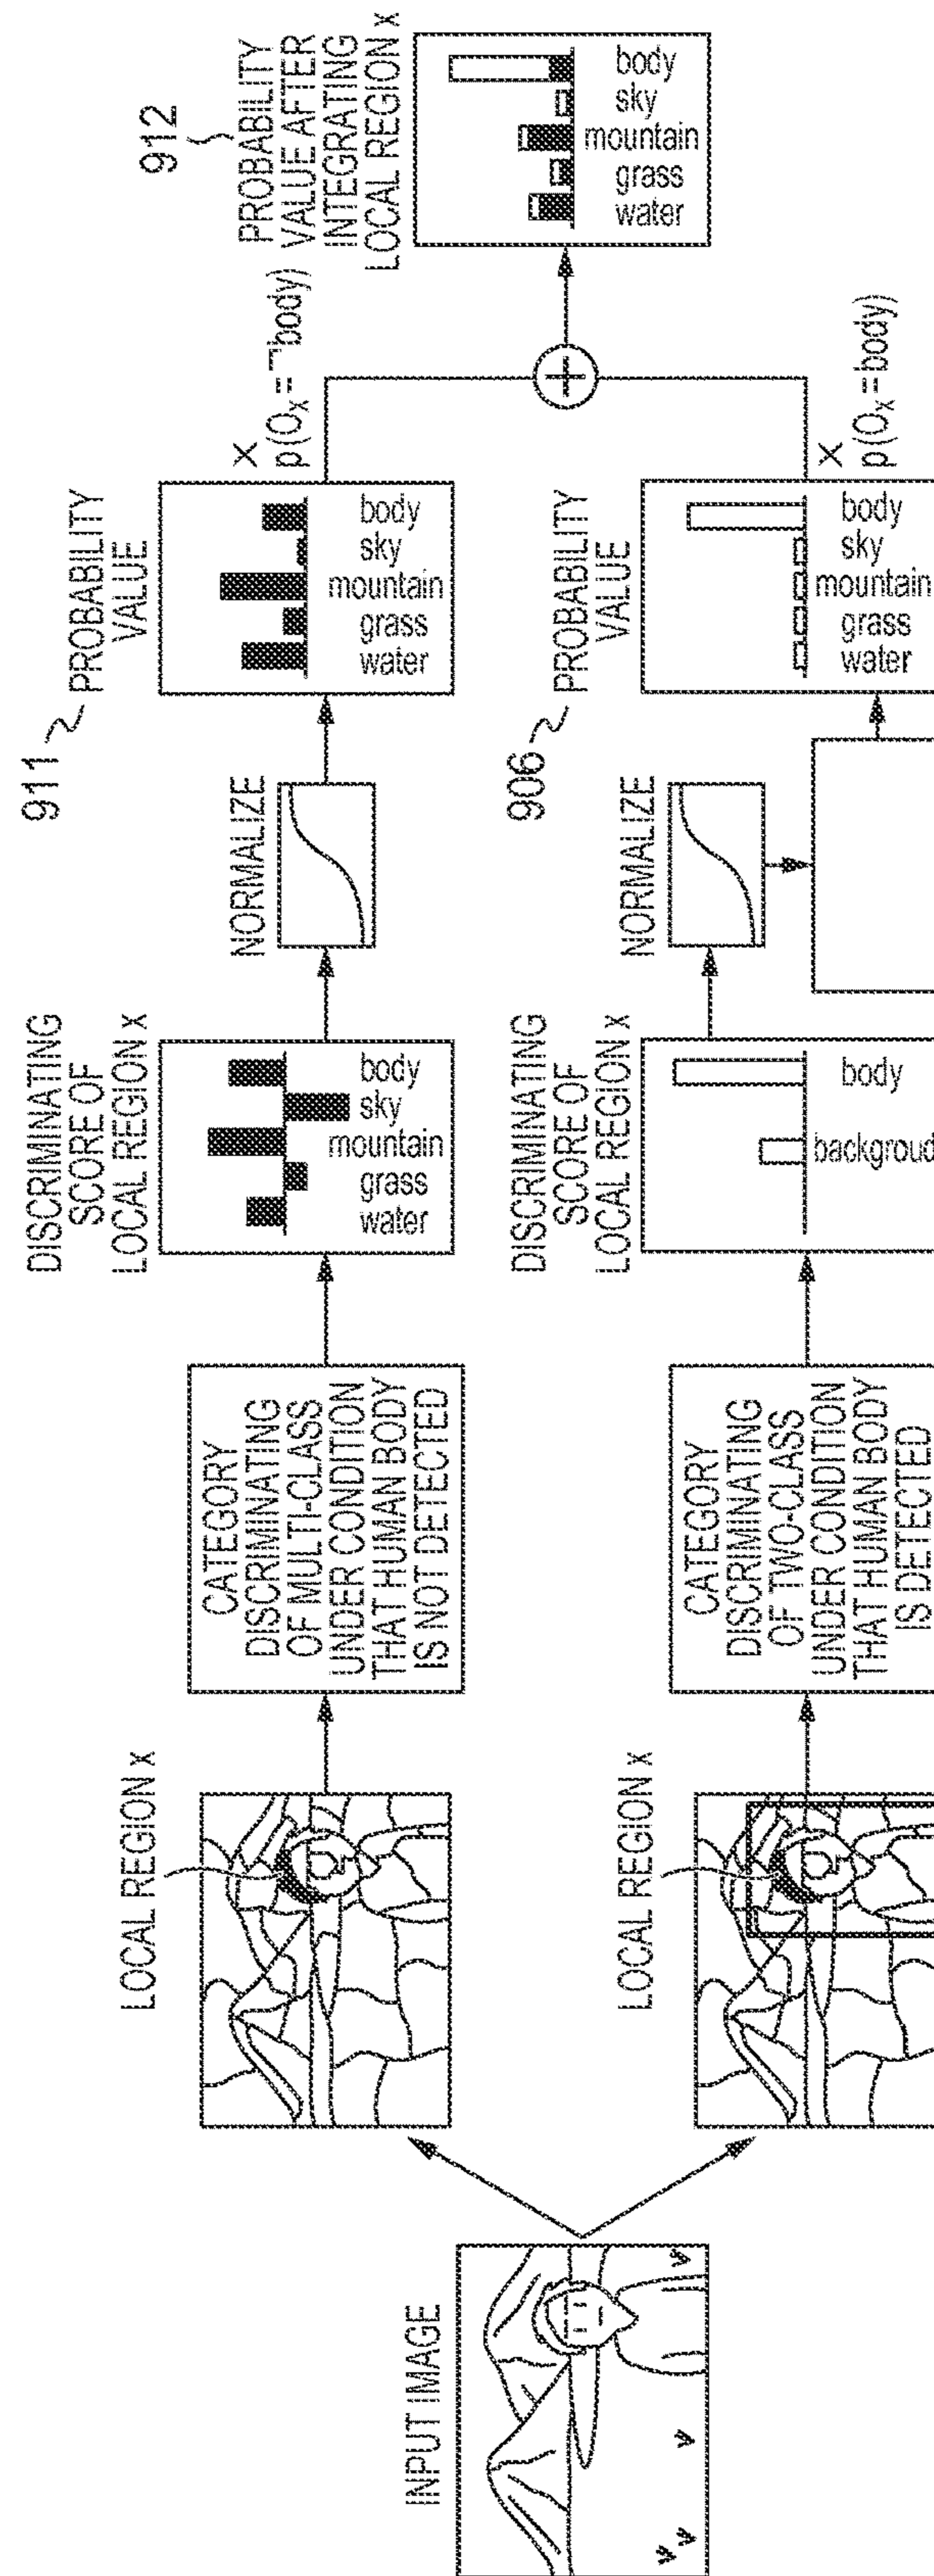 INPUT IMAGE
LOCAL REGION x
CATEGORY
DISCRIMINATING
OF MULTI-CLASS
UNDER CONDITION
THAT HUMAN BODY
IS NOT DETECTED
DISCRIMINATING
SCORE OF
LOCAL REGION x
body
sky
mountain
grass
water
NORMALIZE
911
PROBABILITY
VALUE
body
sky
mountain
grass
water
×
p(Oₓ=¬body)
LOCAL REGION x
CATEGORY
DISCRIMINATING
OF TWO-CLASS
UNDER CONDITION
THAT HUMAN BODY
IS DETECTED
DISCRIMINATING
SCORE OF
LOCAL REGION x
body
backgroud
NORMALIZE
906
PROBABILITY
VALUE
body
sky
mountain
grass
water
×
p(Oₓ=body)
+
912
PROBABILITY
VALUE AFTER
INTEGRATING
LOCAL REGION x
body
sky
mountain
grass
water